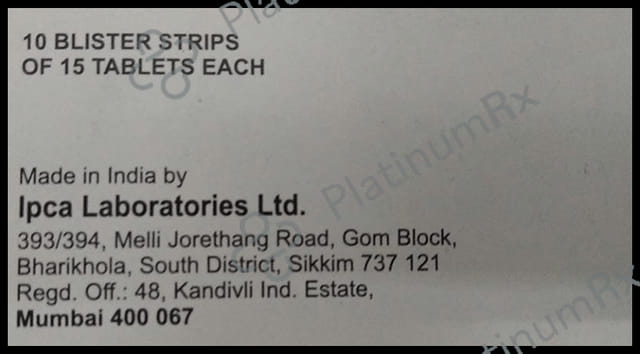 10 BLISTER STRIPS
OF 15 TABLETS EACH
PlatinumRx
Made in India by
Ipca Laboratories Ltd.
393/394, Melli Jorethang Road, Gom Block,
Bharikhola, South District, Sikkim 737 121
Regd. Off.: 48, Kandivli Ind. Estate,
Mumbai 400 067